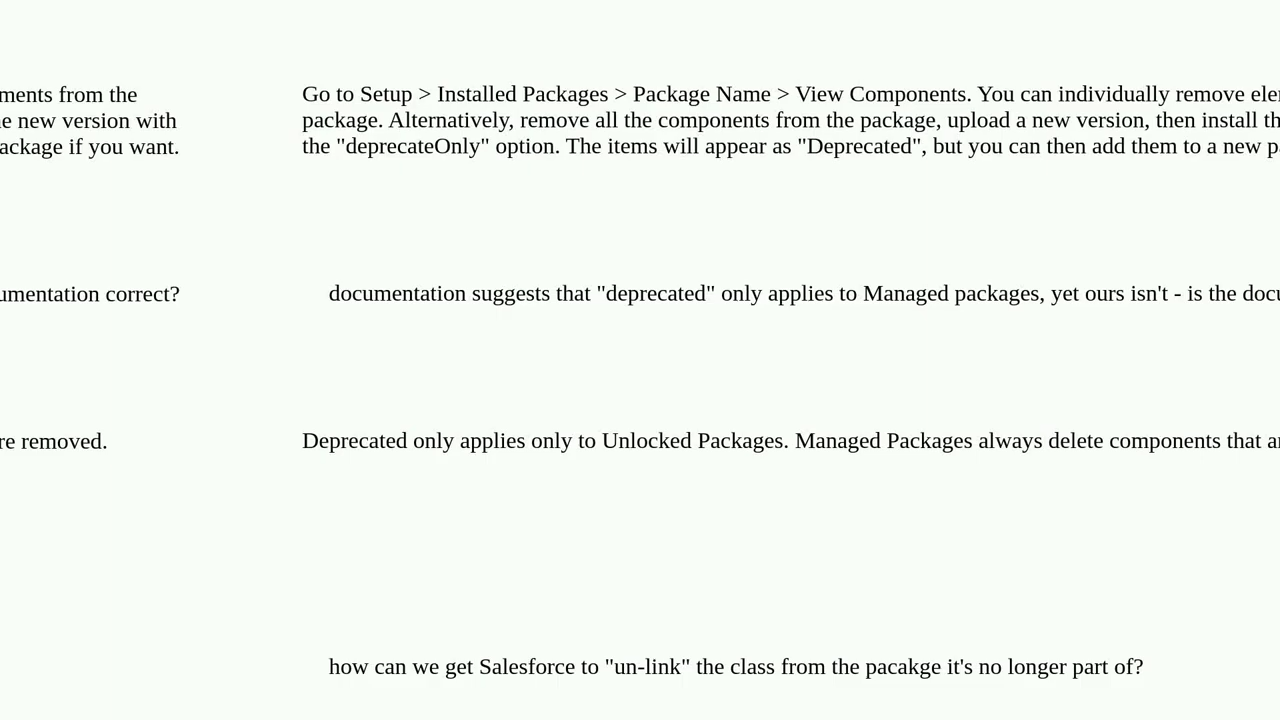 ments from the
e new version with
ackage if you want.
Go to Setup > Installed Packages > Package Name > View Components. You can individually remove ele
package. Alternatively, remove all the components from the package, upload a new version, then install th
the "deprecateOnly" option. The items will appear as "Deprecated", but you can then add them to a new p
umentation correct?
documentation suggests that "deprecated" only applies to Managed packages, yet ours isn't - is the docu
re removed.
Deprecated only applies only to Unlocked Packages. Managed Packages always delete components that a
how can we get Salesforce to "un-link" the class from the pacakge it's no longer part of?